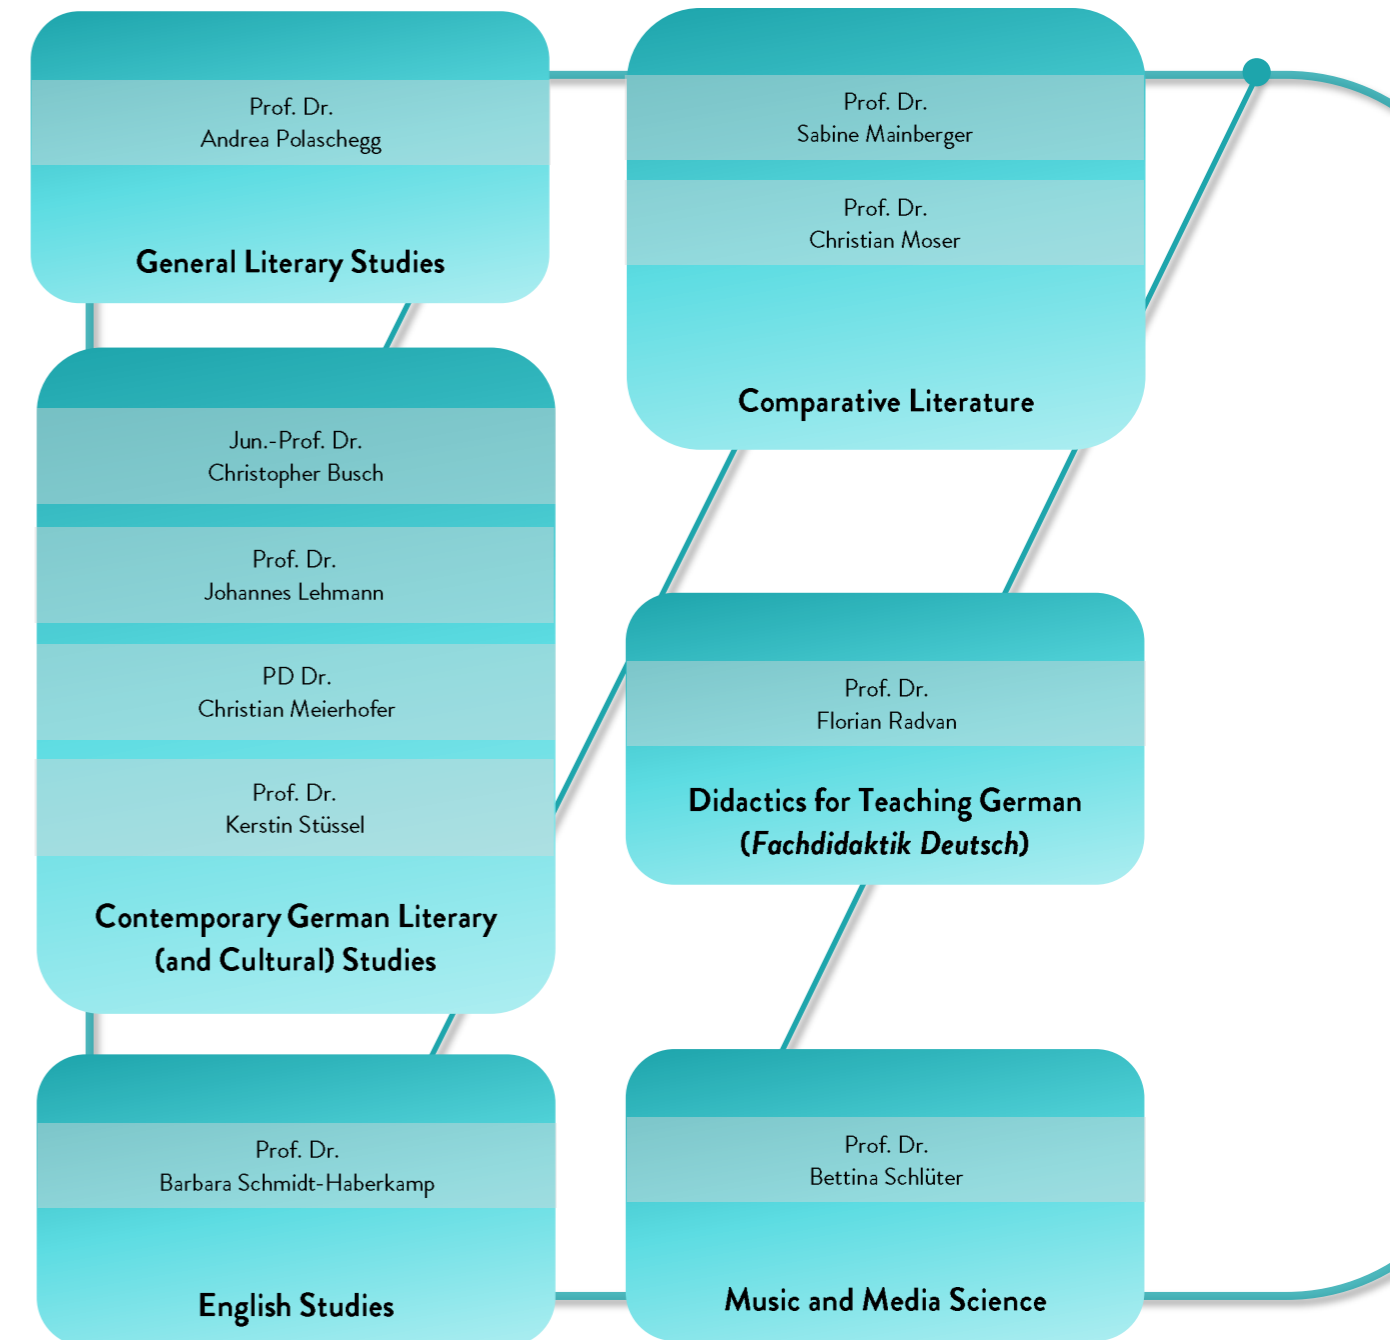 Prof. Dr.
Andrea Polaschegg
General Literary Studies
Prof. Dr.
Sabine Mainberger
Prof. Dr.
Christian Moser
Comparative Literature
Jun.-Prof. Dr.
Christopher Busch
Prof. Dr.
Johannes Lehmann
PD Dr.
Christian Meierhofer
Prof. Dr.
Kerstin Stüssel
Contemporary German Literary
(and Cultural) Studies
Prof. Dr.
Florian Radvan
Didactics for Teaching German
(Fachdidaktik Deutsch)
Prof. Dr.
Barbara Schmidt-Haberkamp
English Studies
Prof. Dr.
Bettina Schlüter
Music and Media Science